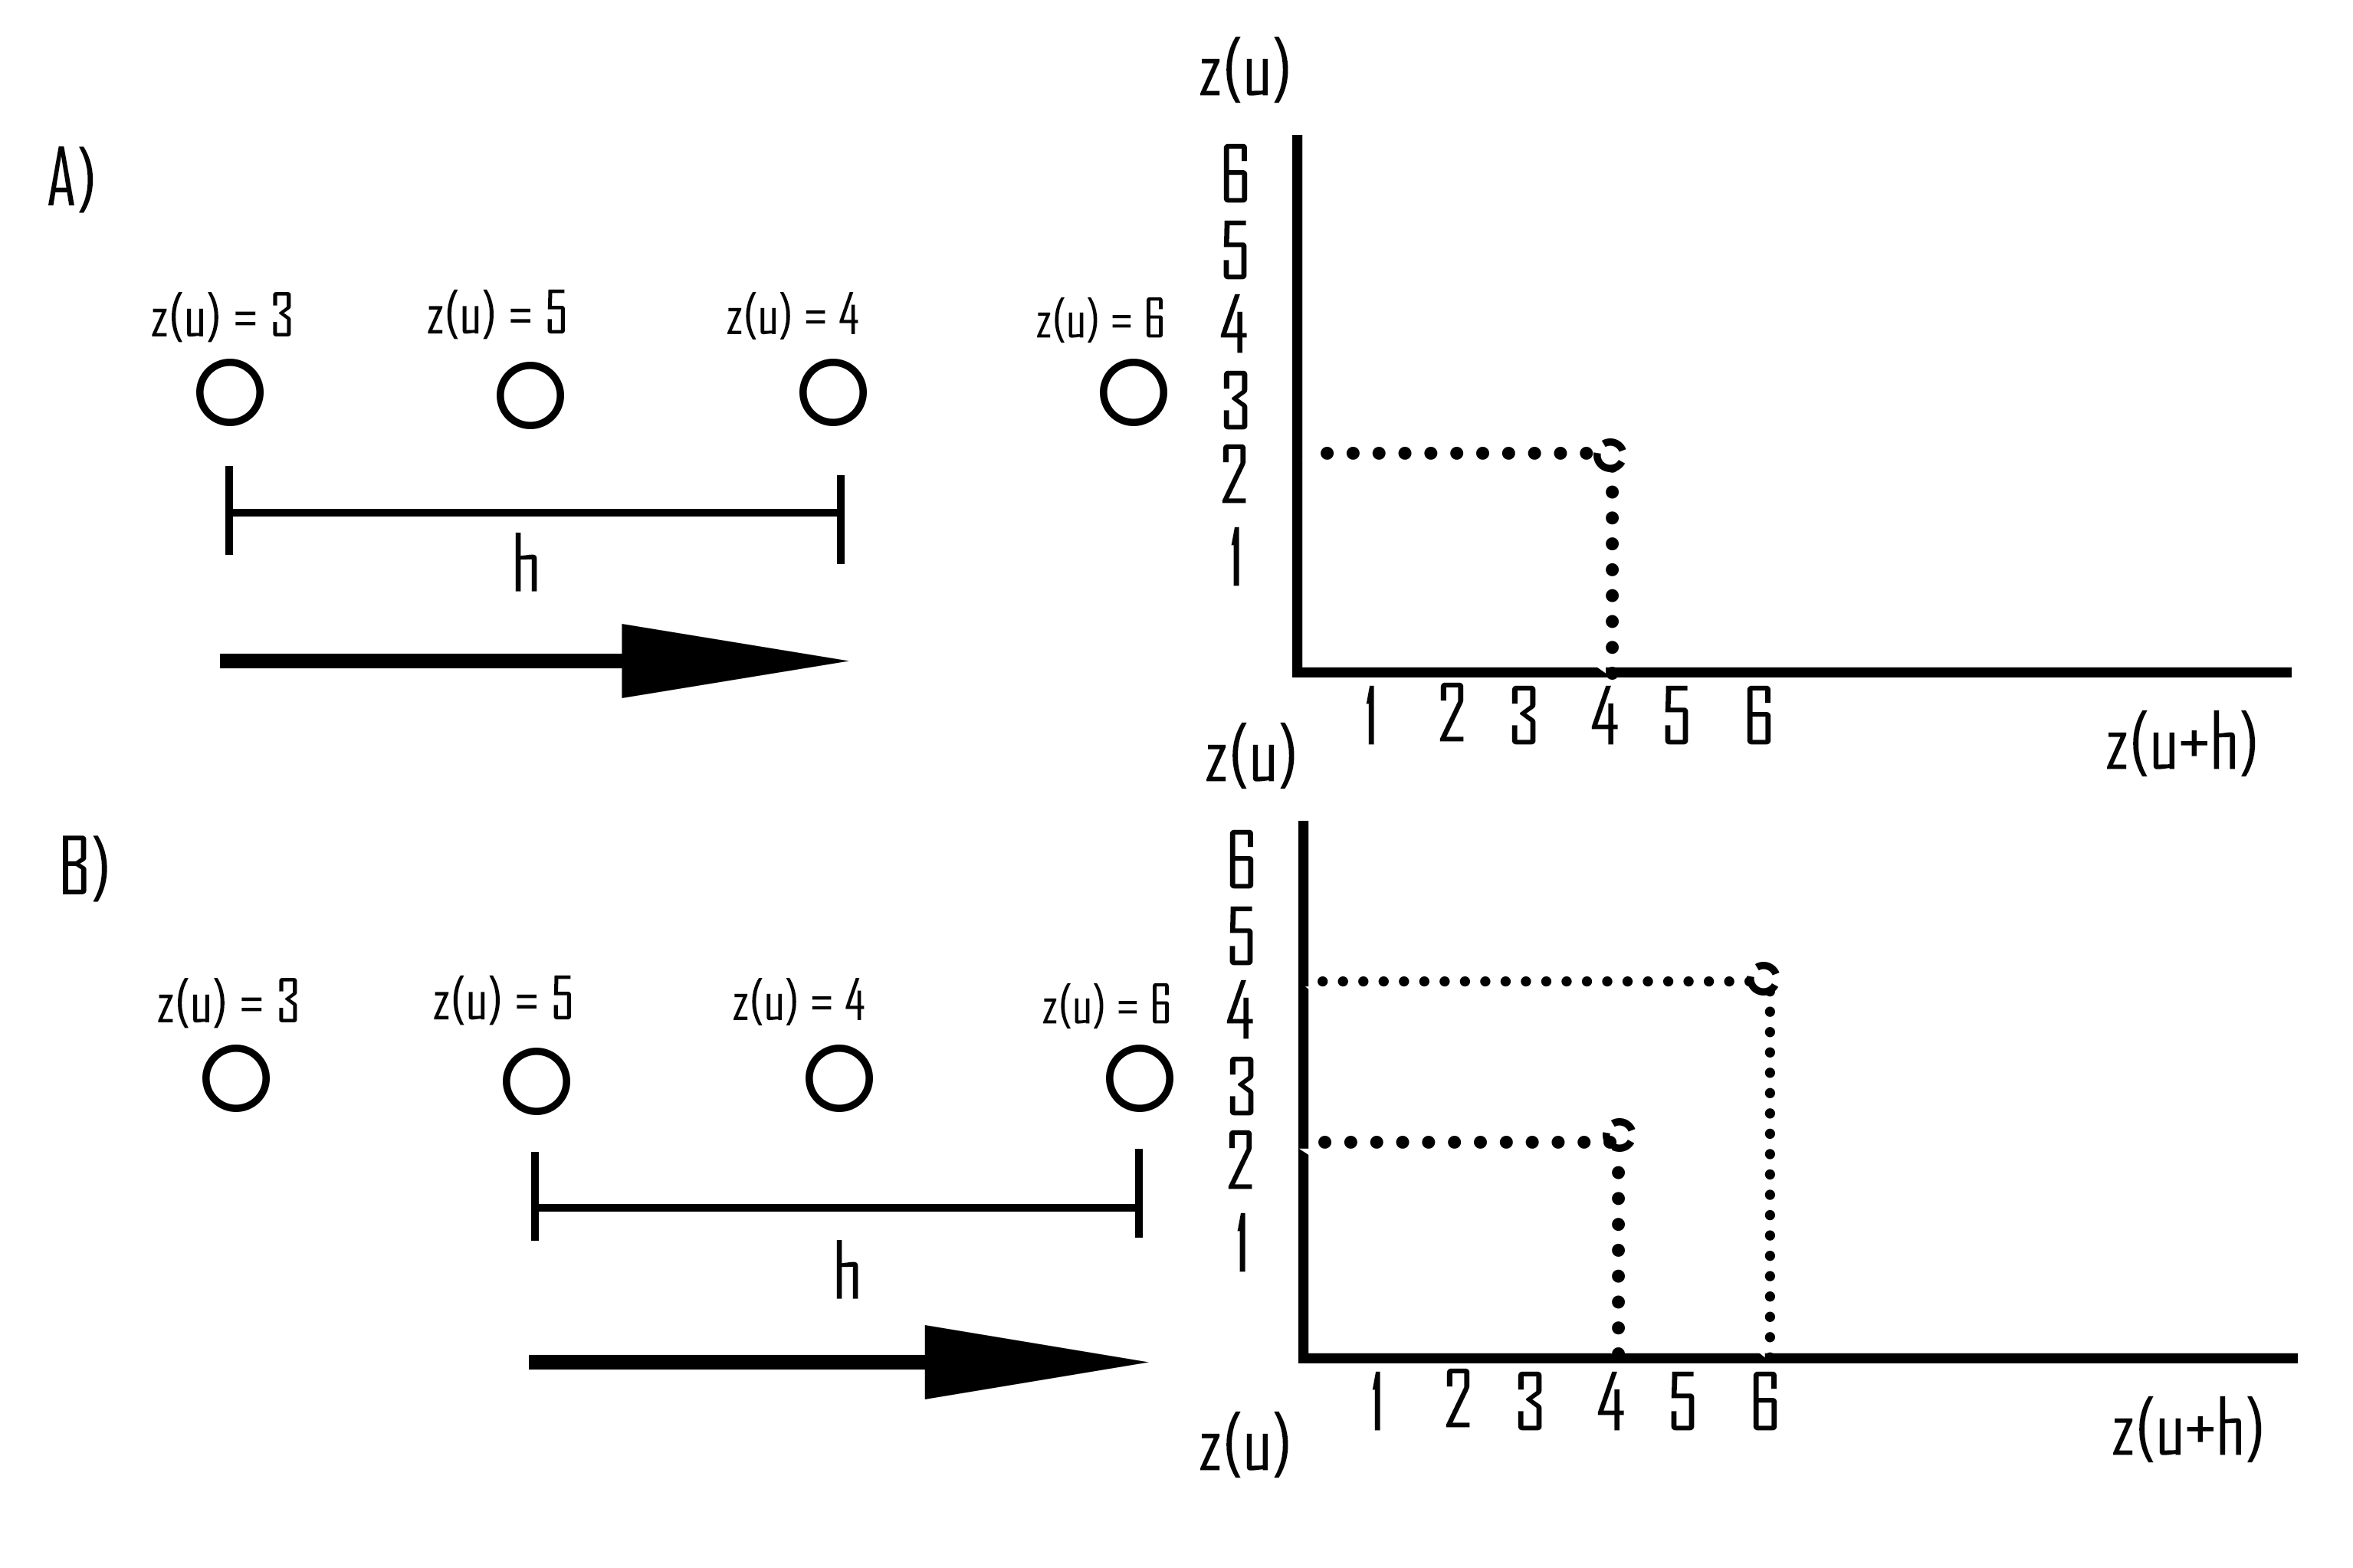 z(u)
A)
6
5
4
3
2
1
z(u) = 3
z(u) = 5
z(u) = 4
z(u) = 6
h
1 2 3 4 5 6
z(u+h)
z(u)
B)
6
5
4
3
2
1
z(u) = 3
z(u) = 5
z(u) = 4
z(u) = 6
h
1 2 3 4 5 6
z(u+h)
z(u)